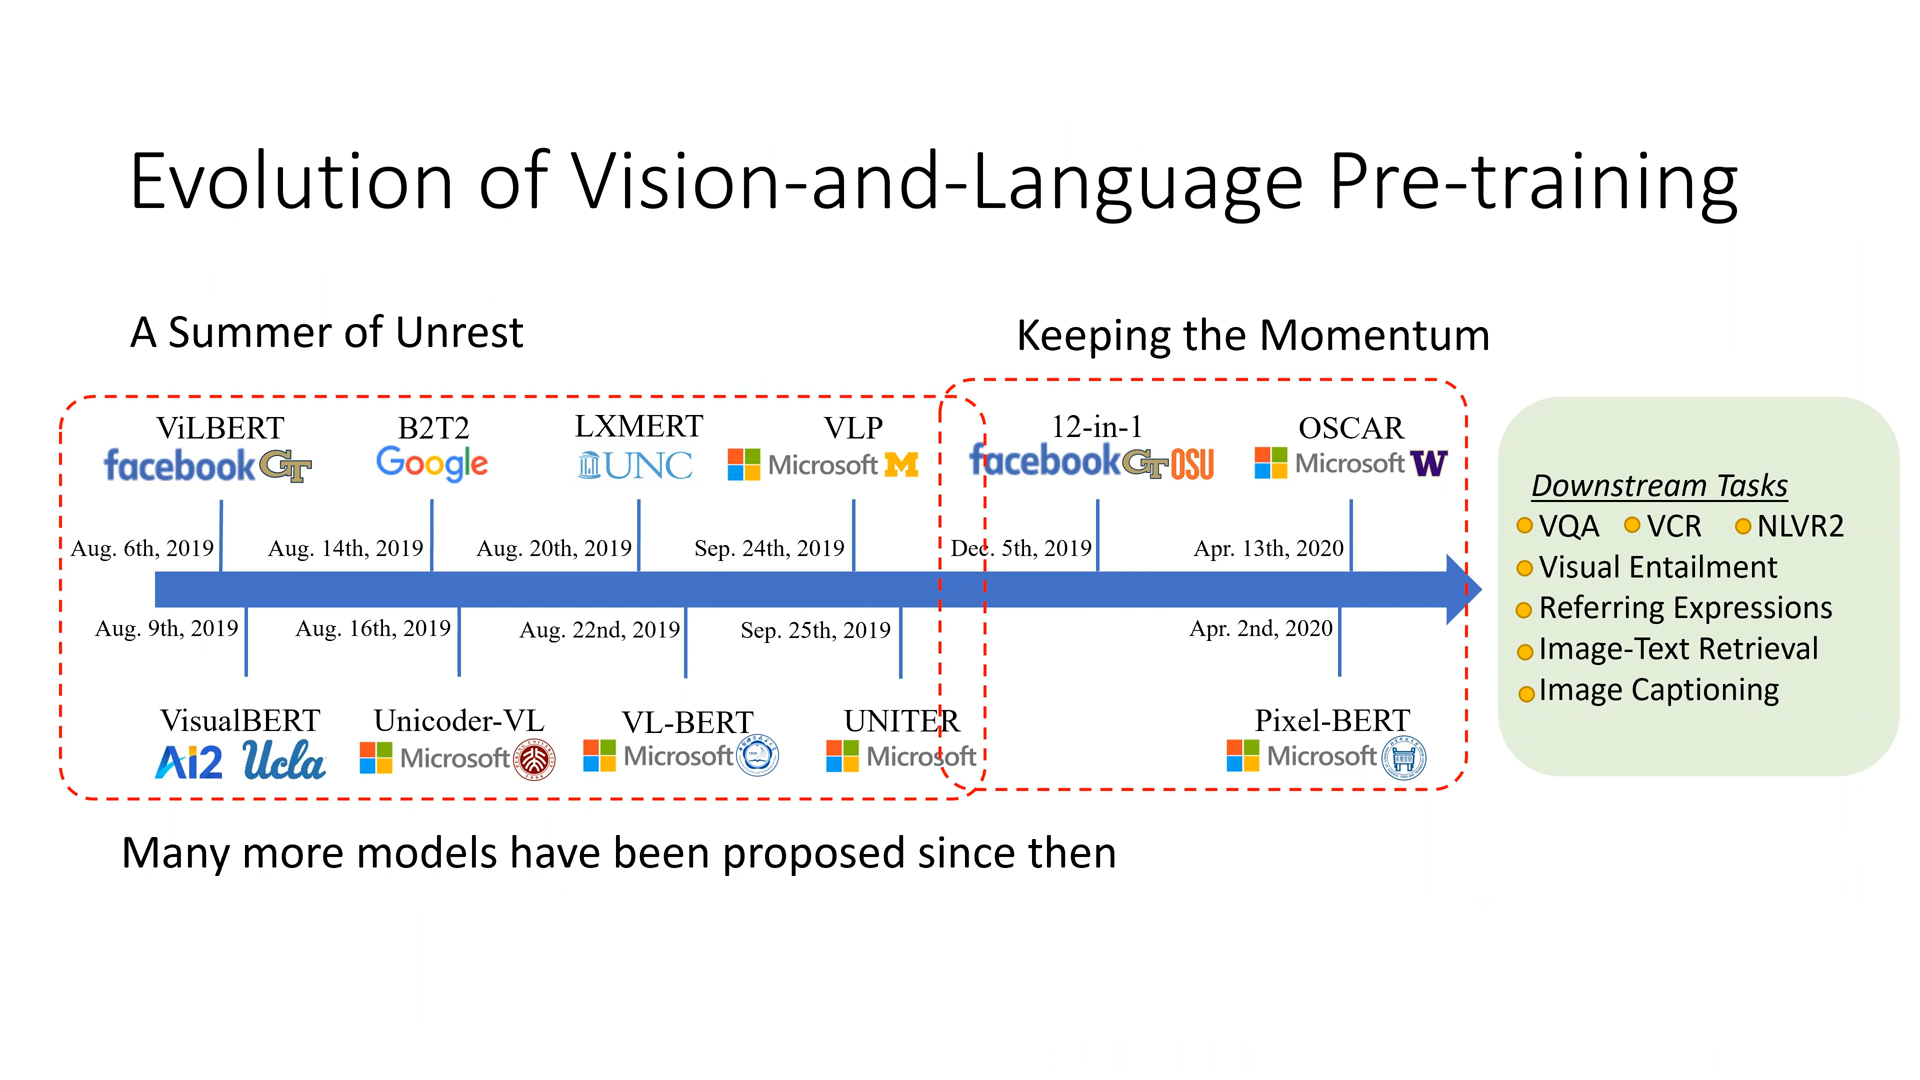 Evolution of Vision-and-Language Pre-training
A Summer of Unrest
Keeping the Momentum
ViLBERT
facebook GT
B2T2
Google
LXMERT
UNC
VLP
Microsoft M
12-in-1
facebook GT OSU
OSCAR
Microsoft W
Aug. 6th, 2019
Aug. 14th, 2019
Aug. 20th, 2019
Sep. 24th, 2019
Dec. 5th, 2019
Apr. 13th, 2020
Aug. 9th, 2019
Aug. 16th, 2019
Aug. 22nd, 2019
Sep. 25th, 2019
Apr. 2nd, 2020
VisualBERT
Ai2 Ucla
Unicoder-VL
Microsoft
VL-BERT
Microsoft
UNITER
Microsoft
Pixel-BERT
Microsoft
Downstream Tasks
VQA VCR NLVR2
Visual Entailment
Referring Expressions
Image-Text Retrieval
Image Captioning
Many more models have been proposed since then